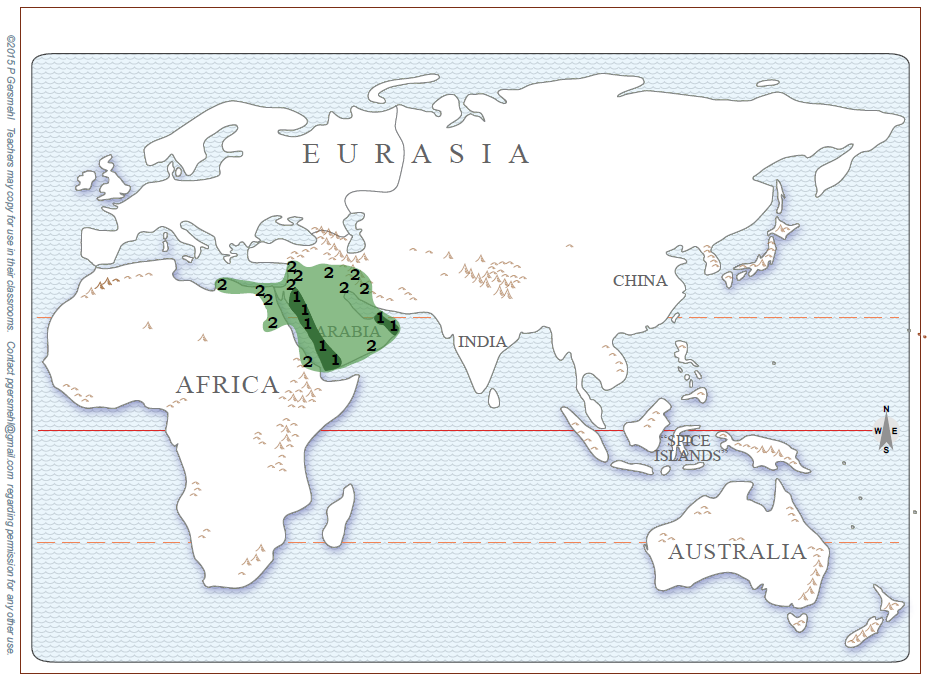 ©2015 P Gersmehl Teachers may copy for use in their classrooms. Contact pgersmehl@gmail.com regarding permission for any other use.
E U R A S I A
2
2 2 2
2 2 2 2 2
2 1
2 1
2 1 1 1
CHINA
ARABIA
INDIA
1 2
2 1
AFRICA
N
W E
S
"SPICE
ISLANDS"
AUSTRALIA